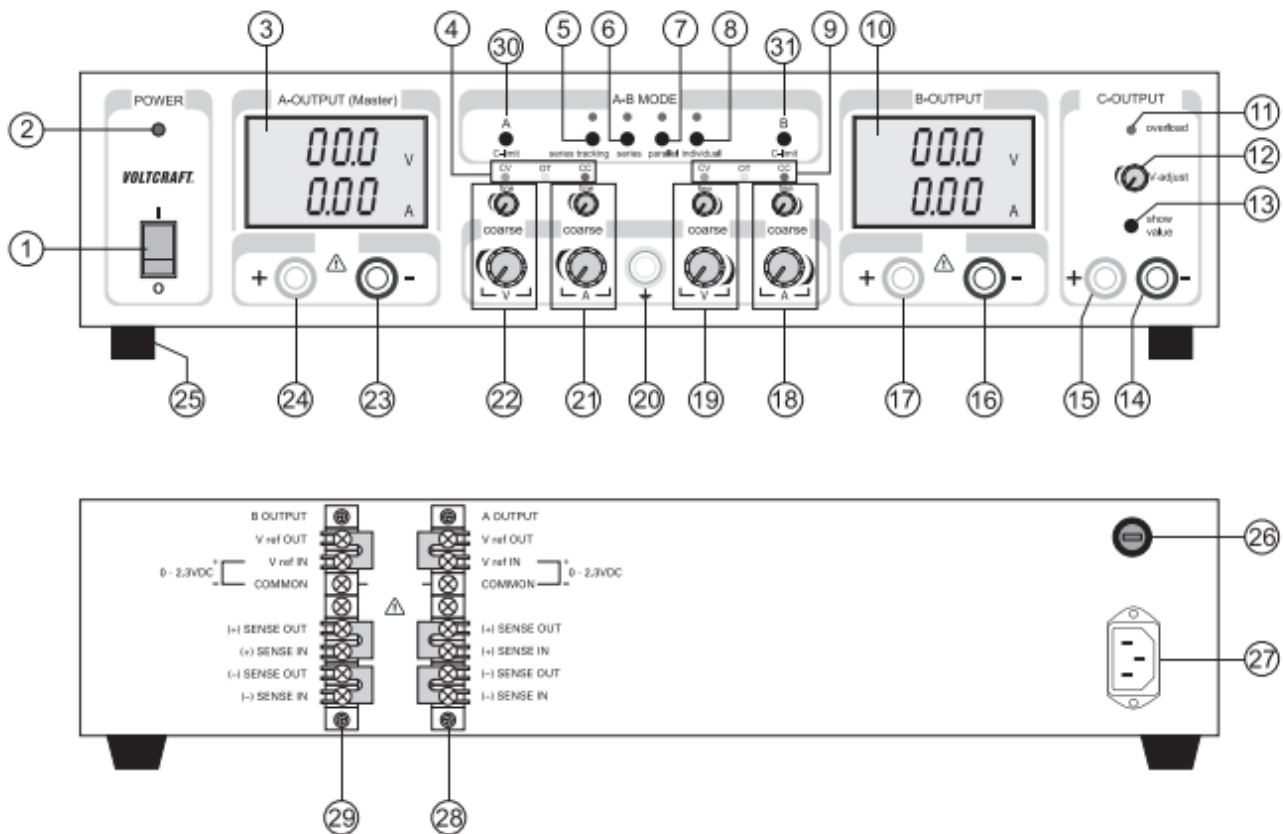 4 30 5 6 7 8 31 9
3 10
POWER A-OUTPUT (Master) A-B MODE B-OUTPUT C-OUTPUT
2 11
A B overload
00.0 V 00.0 V
C-limit series tracking series parallel individuall C-limit
12
V-adjust
VOLTCRAFT.
CV OT CC CV OT CC
0.00 A 0.00 A
fine fine fine fine
13
show
value
I
coarse coarse coarse coarse
1
+ - + - + -
V A V A
O
25 24 23 22 21 20 19 18 17 16 15 14
B OUTPUT A OUTPUT
V ref OUT V ref OUT
26
V ref IN V ref IN
0 - 2,3VDC + - + - 0 - 2,3VDC
COMMON COMMON
(+) SENSE OUT (+) SENSE OUT
(+) SENSE IN (+) SENSE IN
27
(-) SENSE OUT (-) SENSE OUT
(-) SENSE IN (-) SENSE IN
29 28